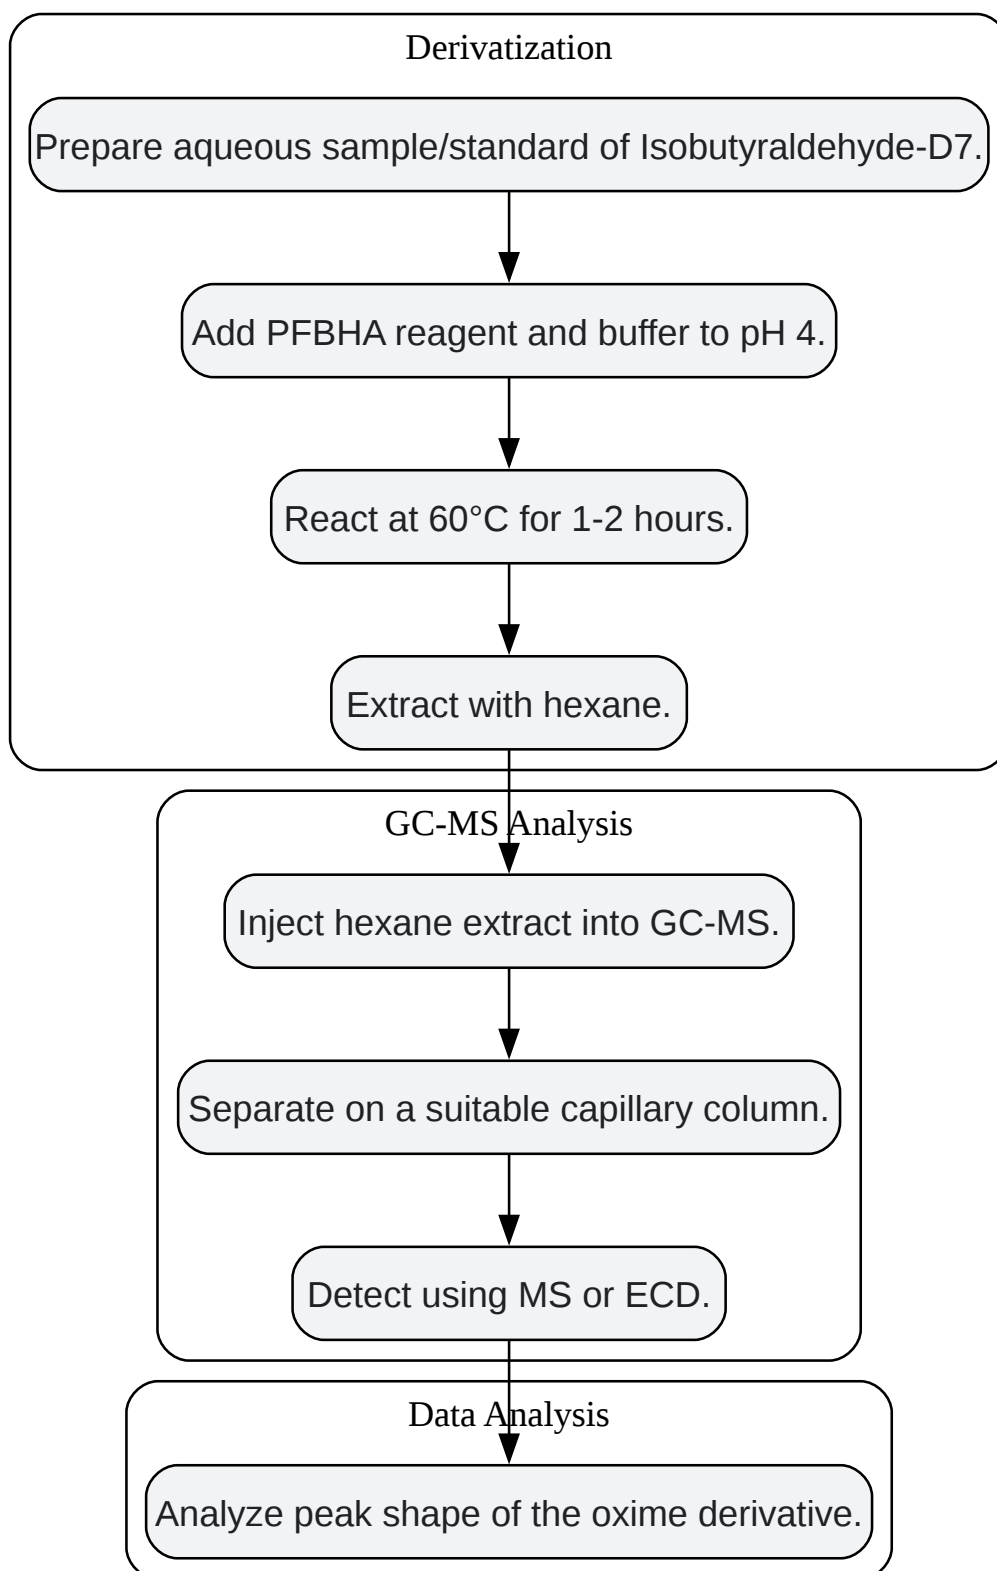 Derivatization
Prepare aqueous sample/standard of Isobutyraldehyde-D7.
Add PFBHA reagent and buffer to pH 4.
React at 60°C for 1-2 hours.
Extract with hexane.
GC-MS Analysis
Inject hexane extract into GC-MS.
Separate on a suitable capillary column.
Detect using MS or ECD.
Data Analysis
Analyze peak shape of the oxime derivative.